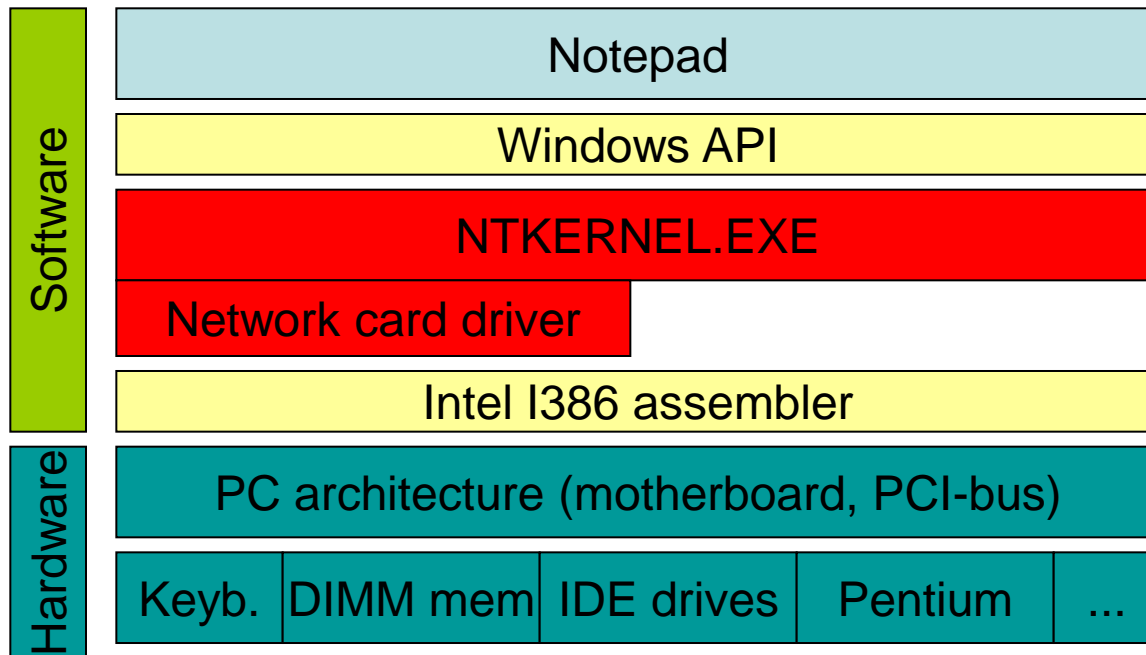 Software
Notepad
Windows API
NTKERNEL.EXE
Network card driver
Intel I386 assembler
Hardware
PC architecture (motherboard, PCI-bus)
Keyb.
DIMM mem
IDE drives
Pentium
...